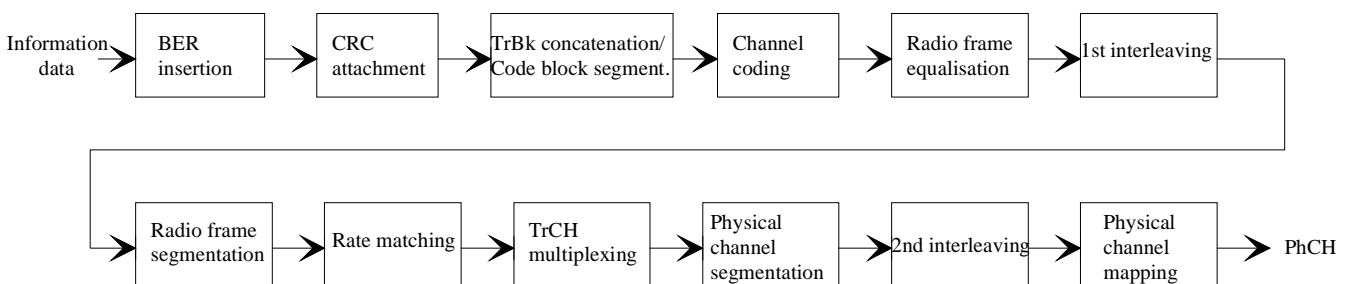 Information
data
BER
insertion
CRC
attachment
TrBk concatenation/
Code block segment.
Channel
coding
Radio frame
equalisation
1st interleaving
Radio frame
segmentation
Rate matching
TrCH
multiplexing
Physical
channel
segmentation
2nd interleaving
Physical
channel
mapping
PhCH